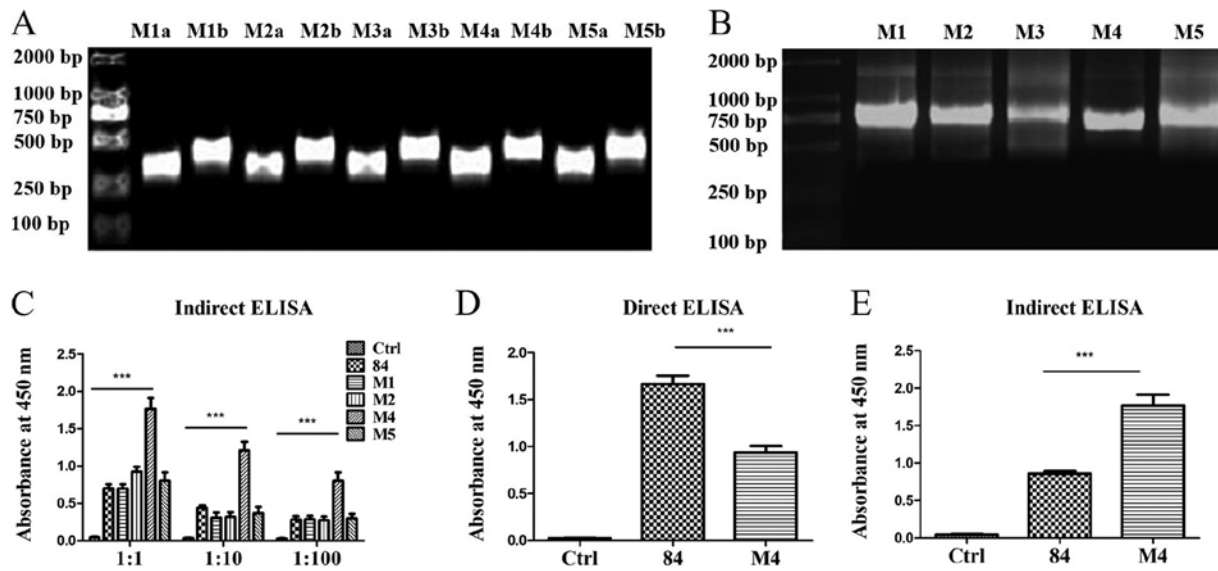 A
M1a M1b M2a M2b M3a M3b M4a M4b M5a M5b
2000 bp
1000 bp
750 bp
500 bp
250 bp
100 bp
B
M1 M2 M3 M4 M5
2000 bp
1000 bp
750 bp
500 bp
250 bp
100 bp
C
Indirect ELISA
Absorbance at 450 nm
2.5
2.0
1.5
1.0
0.5
0.0
***
***
***
Ctrl
84
M1
M2
M4
M5
1:1 1:10 1:100
D
Direct ELISA
Absorbance at 450 nm
2.0
1.5
1.0
0.5
0.0
***
Ctrl 84 M4
E
Indirect ELISA
Absorbance at 450 nm
2.5
2.0
1.5
1.0
0.5
0.0
***
Ctrl 84 M4